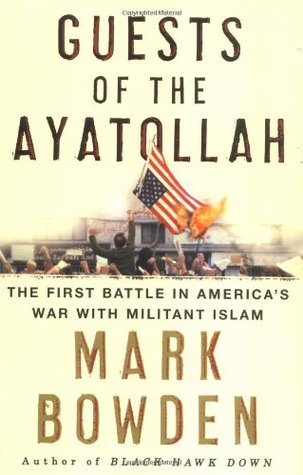 GUESTS
OF THE
AYATOLLAH
THE FIRST BATTLE IN AMERICA'S
WAR WITH MILITANT ISLAM
MARK
BOWDEN
Author of BLACK HAWK DOWN